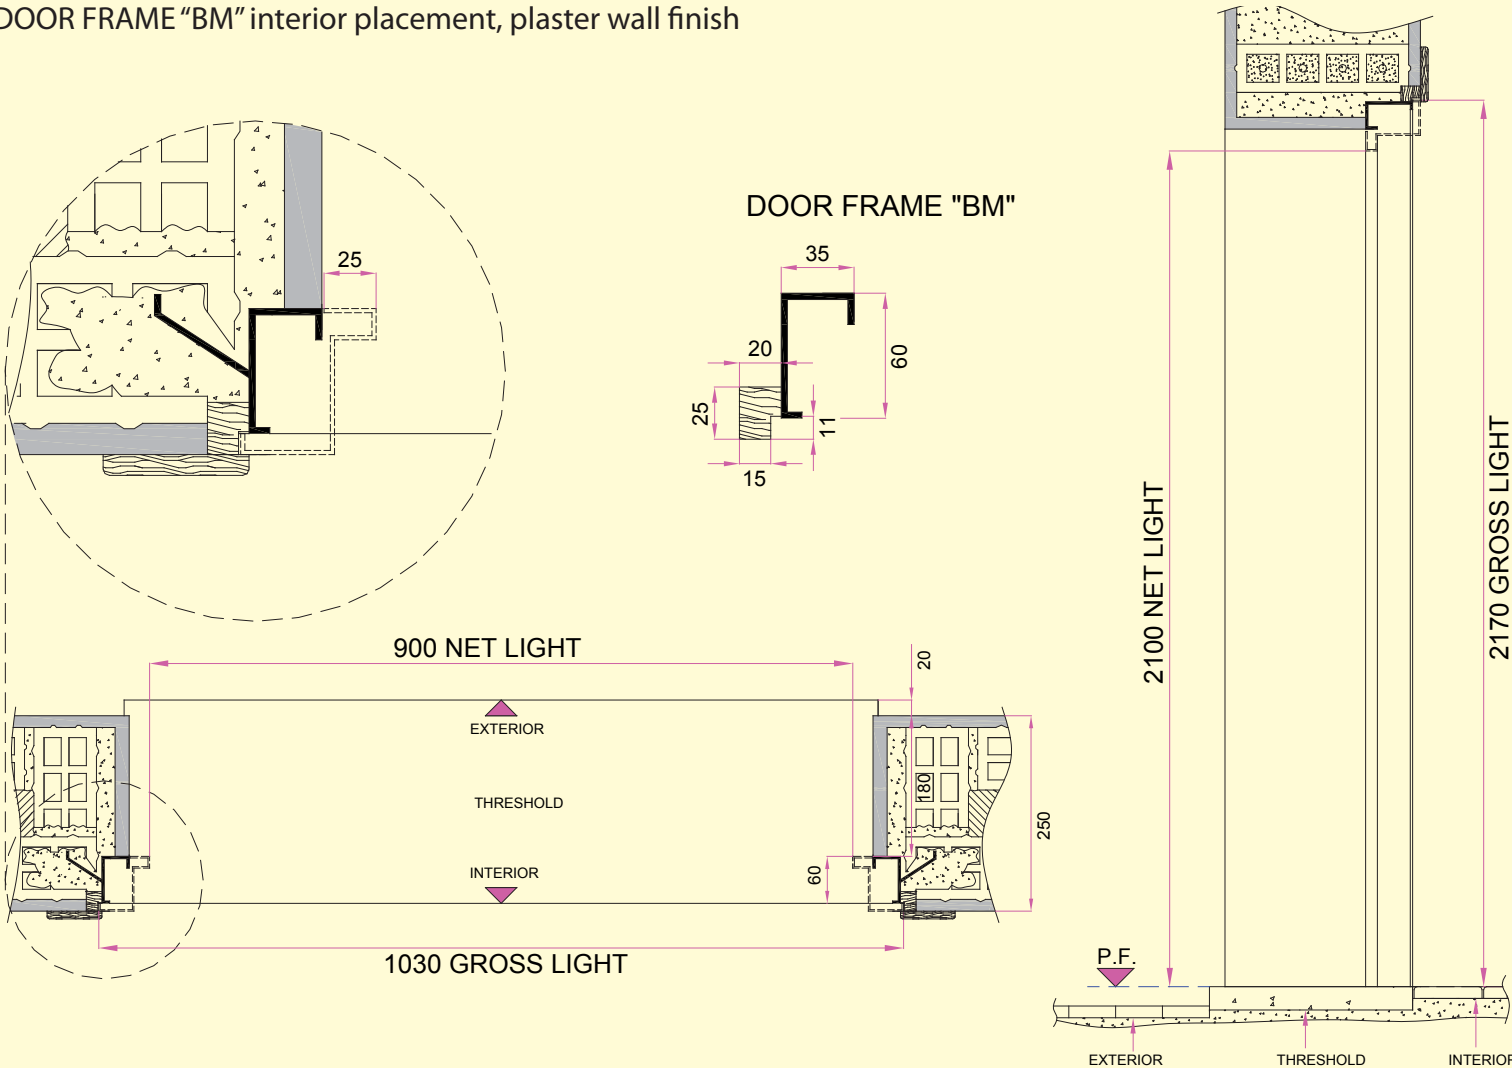 DOOR FRAME “BM” interior placement, plaster wall finish
25
DOOR FRAME "BM"
35
20
60
25
11
15
2100 NET LIGHT
2170 GROSS LIGHT
900 NET LIGHT
20
EXTERIOR
THRESHOLD
180
250
INTERIOR
60
1030 GROSS LIGHT
P.F.
EXTERIOR
THRESHOLD
INTERIOR